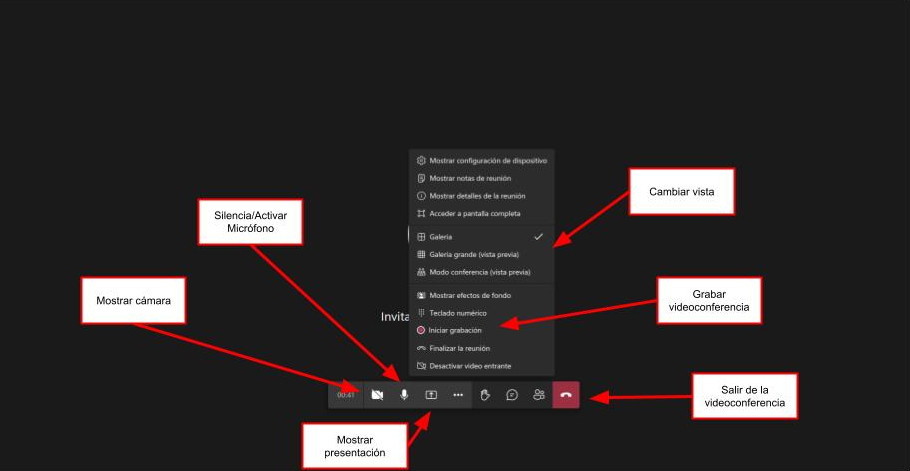 Mostrar configuración de dispositivo
Mostrar notas de reunión
Mostrar detalles de la reunión
Acceder a pantalla completa
Cambiar vista
Silencia/Activar
Micrófono
Galería
Galería grande (vista previa)
Modo conferencia (vista previa)
Mostrar cámara
Mostrar efectos de fondo
Grabar
videoconferencia
Invita
Teclado numérico
Iniciar grabación
Finalizar la reunión
Desactivar vídeo entrante
00:41
Salir de la
videoconferencia
Mostrar
presentación